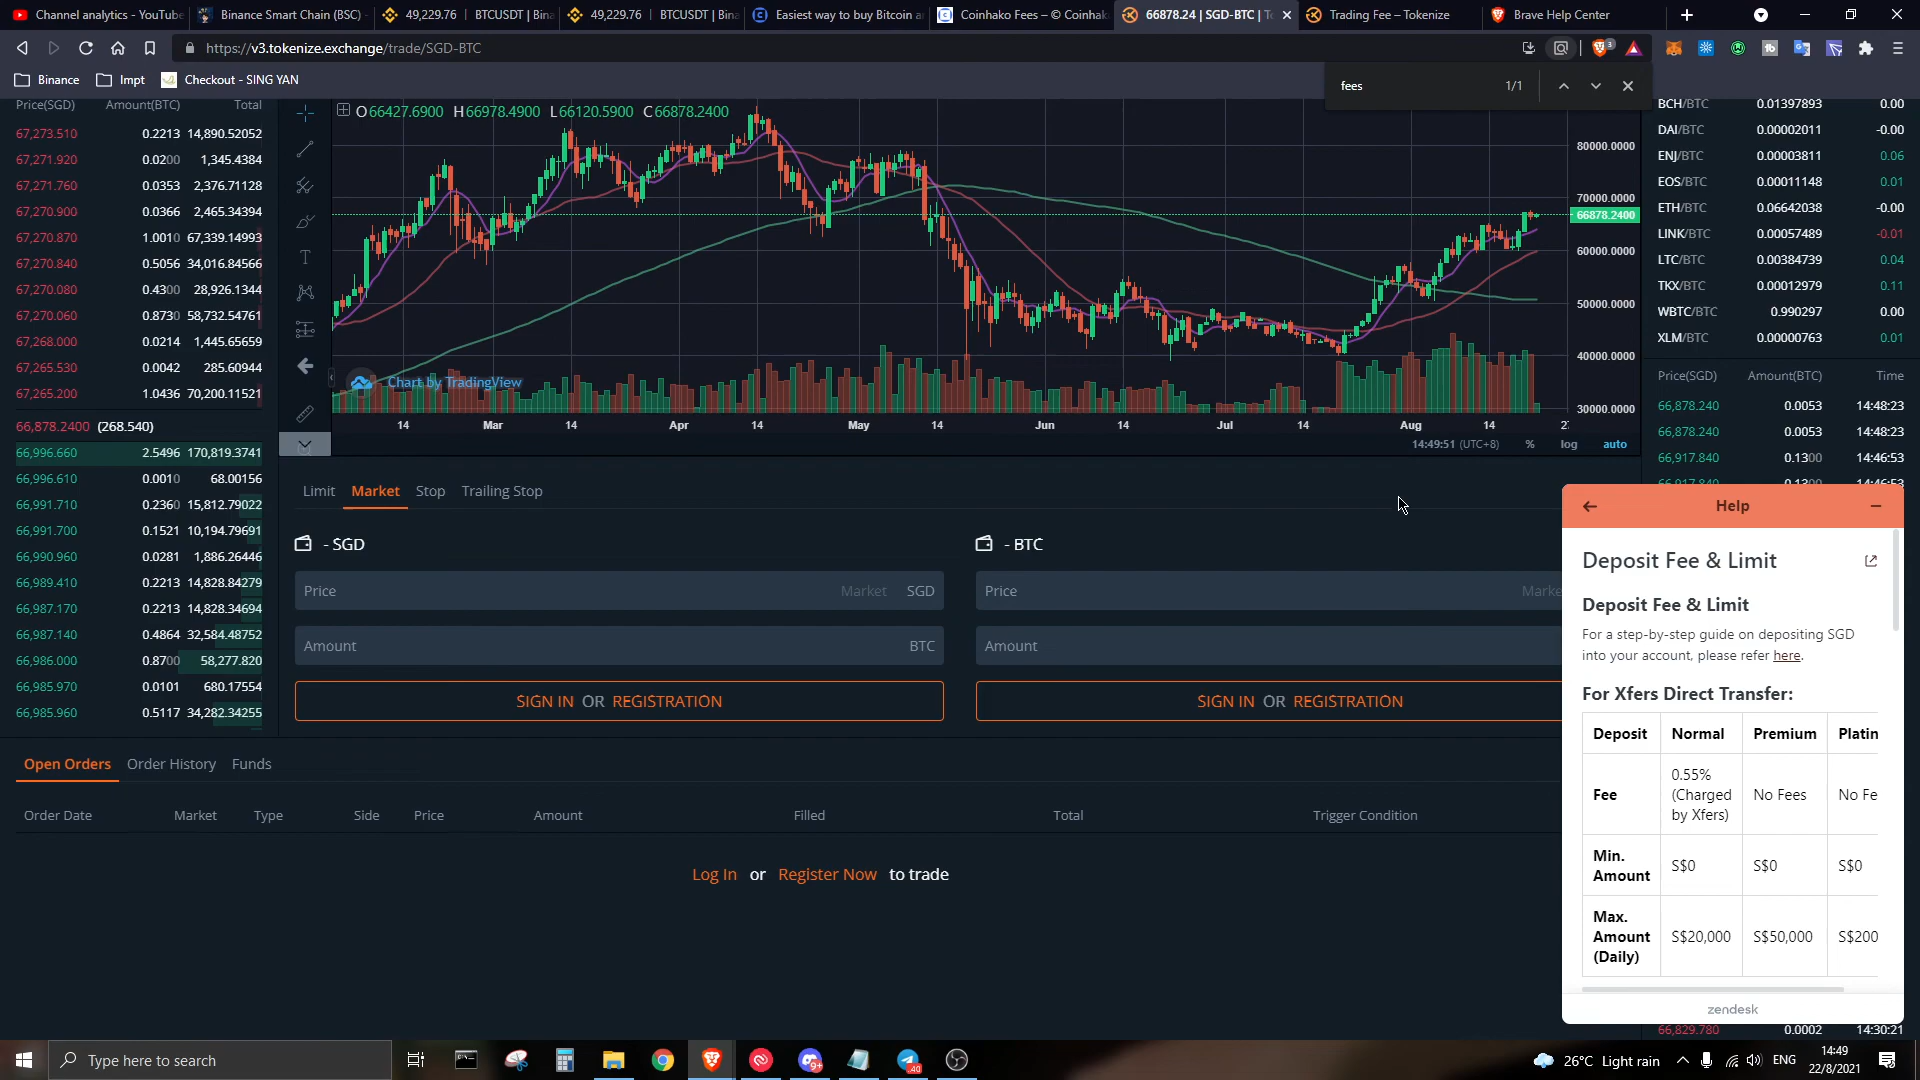 Channel analytics - YouTube
Binance Smart Chain (BSC)
49,229.76 | BTCUSDT | Bina
49,229.76 | BTCUSDT | Bina
Easiest way to buy Bitcoin a
Coinhako Fees – © Coinhak
66878.24 | SGD-BTC | To
Trading Fee – Tokenize
Brave Help Center
https://v3.tokenize.exchange/trade/SGD-BTC
3
Binance
Impt
Checkout - SING YAN
fees
1/1
Price(SGD) Amount(BTC) Total
67,273.510 0.2213 14,890.52052
67,271.920 0.0200 1,345.4384
67,271.760 0.0353 2,376.71128
67,270.900 0.0366 2,465.34394
67,270.870 1.0010 67,339.14993
67,270.840 0.5056 34,016.84566
67,270.080 0.4300 28,926.1344
67,270.060 0.8730 58,732.54761
67,268.000 0.0214 1,445.65659
67,265.530 0.0042 285.60944
67,265.200 1.0436 70,200.11521
66,878.2400 (268.540)
66,996.660 2.5496 170,819.3741
66,996.610 0.0010 68.00156
66,991.710 0.2360 15,812.79022
66,991.700 0.1521 10,194.79691
66,990.960 0.0281 1,886.26446
66,989.410 0.2213 14,828.84279
66,987.170 0.2213 14,828.34694
66,987.140 0.4864 32,584.48752
66,986.000 0.8700 58,277.820
66,985.970 0.0101 680.17554
66,985.960 0.5117 34,282.34255
O66427.6900 H66978.4900 L66120.5900 C66878.2400
80000.0000
70000.0000
66878.2400
60000.0000
50000.0000
40000.0000
30000.0000
Chart by TradingView
14 Mar 14 Apr 14 May 14 Jun 14 Jul 14 Aug 14
14:49:51 (UTC+8) % log auto
BCH/BTC 0.01397893 0.00
DAI/BTC 0.00002011 -0.00
ENJ/BTC 0.00003811 0.06
EOS/BTC 0.00011148 0.01
ETH/BTC 0.06642038 -0.00
LINK/BTC 0.00057489 -0.01
LTC/BTC 0.00384739 0.04
TKX/BTC 0.00012979 0.11
WBTC/BTC 0.990297 0.00
XLM/BTC 0.00000763 0.01
Price(SGD) Amount(BTC) Time
66,878.240 0.0053 14:48:23
66,878.240 0.0053 14:48:23
66,917.840 0.1300 14:46:53
66,917.840 0.1300 14:46:53
Limit Market Stop Trailing Stop
- SGD
Price Market SGD
Amount BTC
SIGN IN OR REGISTRATION
- BTC
Price Marke
Amount
SIGN IN OR REGISTRATION
Open Orders Order History Funds
Order Date Market Type Side Price Amount Filled Total Trigger Condition
Log In or Register Now to trade
Help
Deposit Fee & Limit
Deposit Fee & Limit
For a step-by-step guide on depositing SGD
into your account, please refer here.
For Xfers Direct Transfer:
Deposit Normal Premium Platin
Fee 0.55% (Charged by Xfers) No Fees No Fe
Min. Amount S$0 S$0 S$0
Max. Amount (Daily) S$20,000 S$50,000 S$200
zendesk
66,829.780 0.0002 14:30:21
Type here to search
26°C Light rain
ENG
14:49
22/8/2021